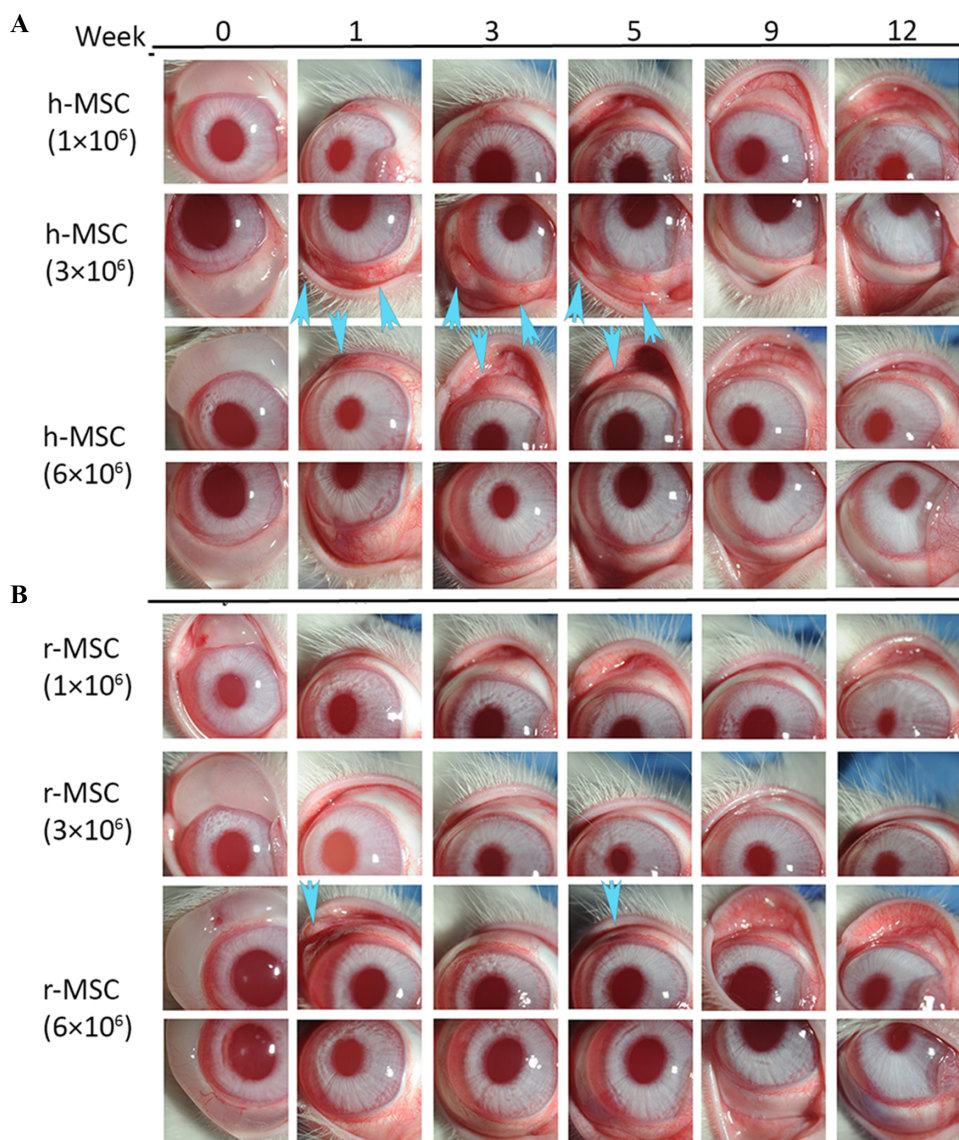 A
Week 0 1 3 5 9 12
h-MSC
(1×10⁶)
h-MSC
(3×10⁶)
h-MSC
(6×10⁶)
B
r-MSC
(1×10⁶)
r-MSC
(3×10⁶)
r-MSC
(6×10⁶)